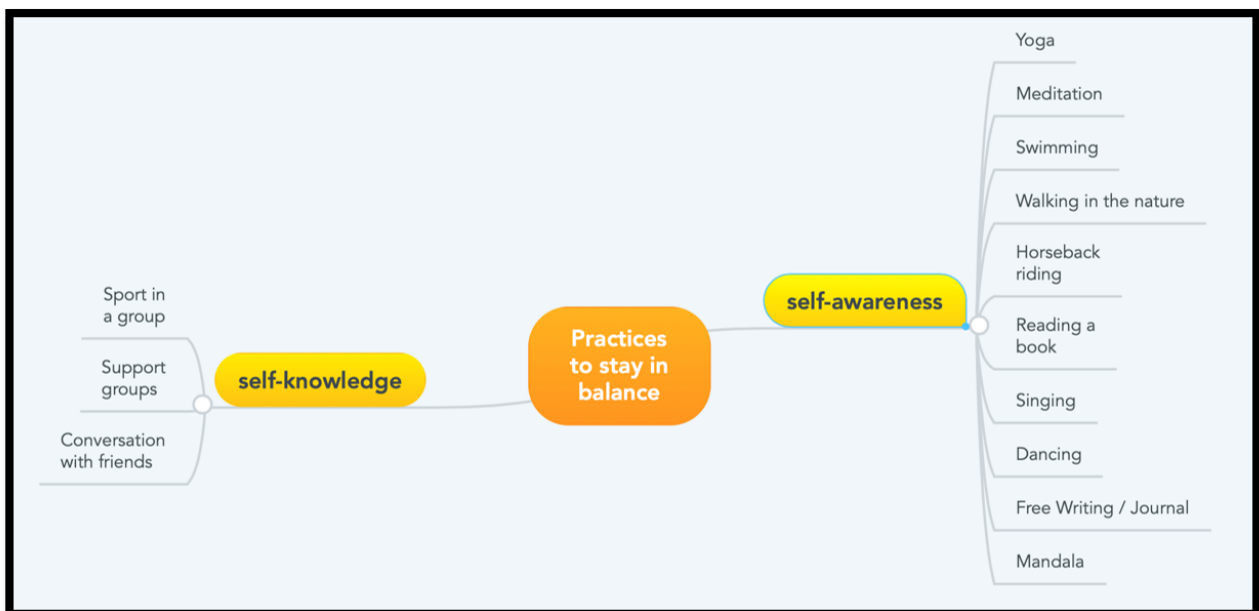 Practices
to stay in
balance
self-awareness
Yoga
Meditation
Swimming
Walking in the nature
Horseback
riding
Reading a
book
Singing
Dancing
Free Writing / Journal
Mandala
self-knowledge
Sport in
a group
Support
groups
Conversation
with friends